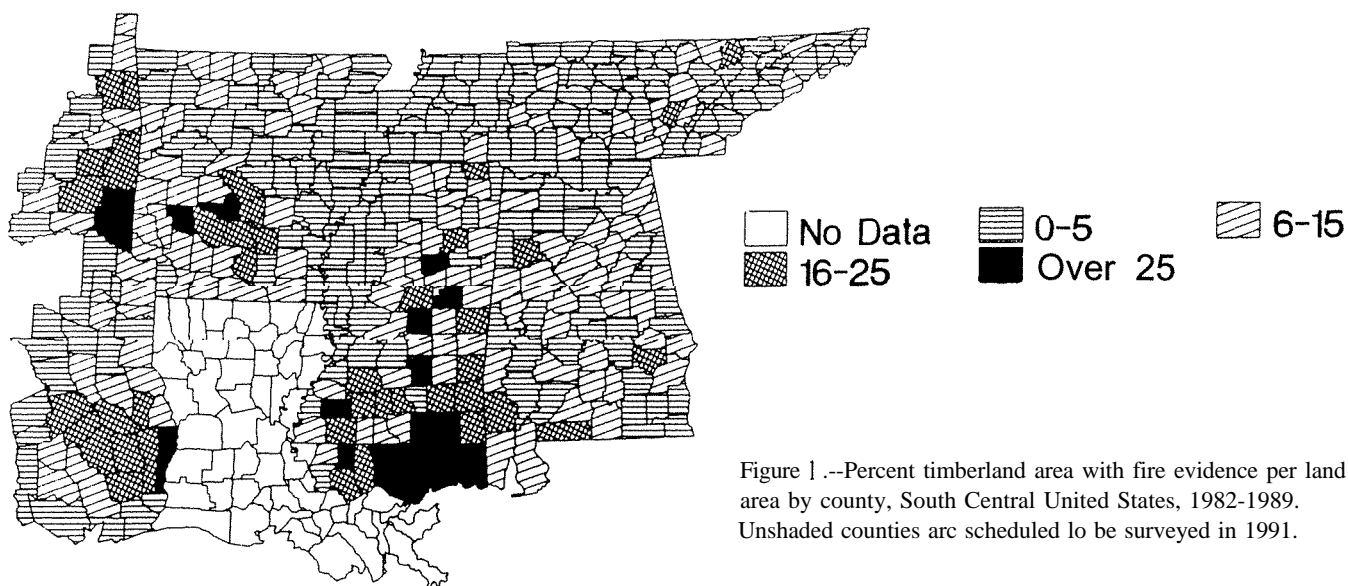 No Data
0-5
6-15
16-25
Over 25
Figure 1.--Percent timberland area with fire evidence per land
area by county, South Central United States, 1982-1989.
Unshaded counties arc scheduled lo be surveyed in 1991.